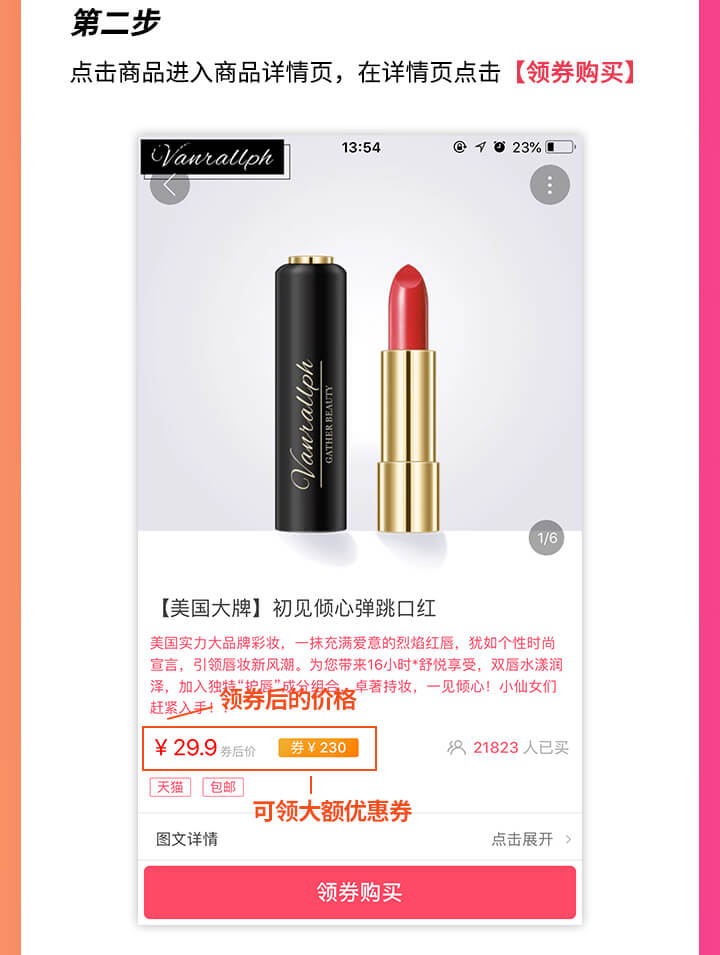 第二步
点击商品进入商品详情页，在详情页点击【领券购买】
Vanrallph
13:54
23%
Vanrallph
GATHER BEAUTY
1/6
【美国大牌】初见倾心弹跳口红
美国实力大品牌彩妆，一抹充满爱意的烈焰红唇，犹如个性时尚
宣言，引领唇妆新风潮。为您带来16小时*舒悦享受，双唇水漾润
泽，加入独特“护唇”成分组合，卓著持妆，一见倾心！小仙女们
赶紧入手！
领券后的价格
¥ 29.9 券后价 券 ¥ 230 21823 人已买
天猫 包邮
可领大额优惠券
图文详情 点击展开
领券购买